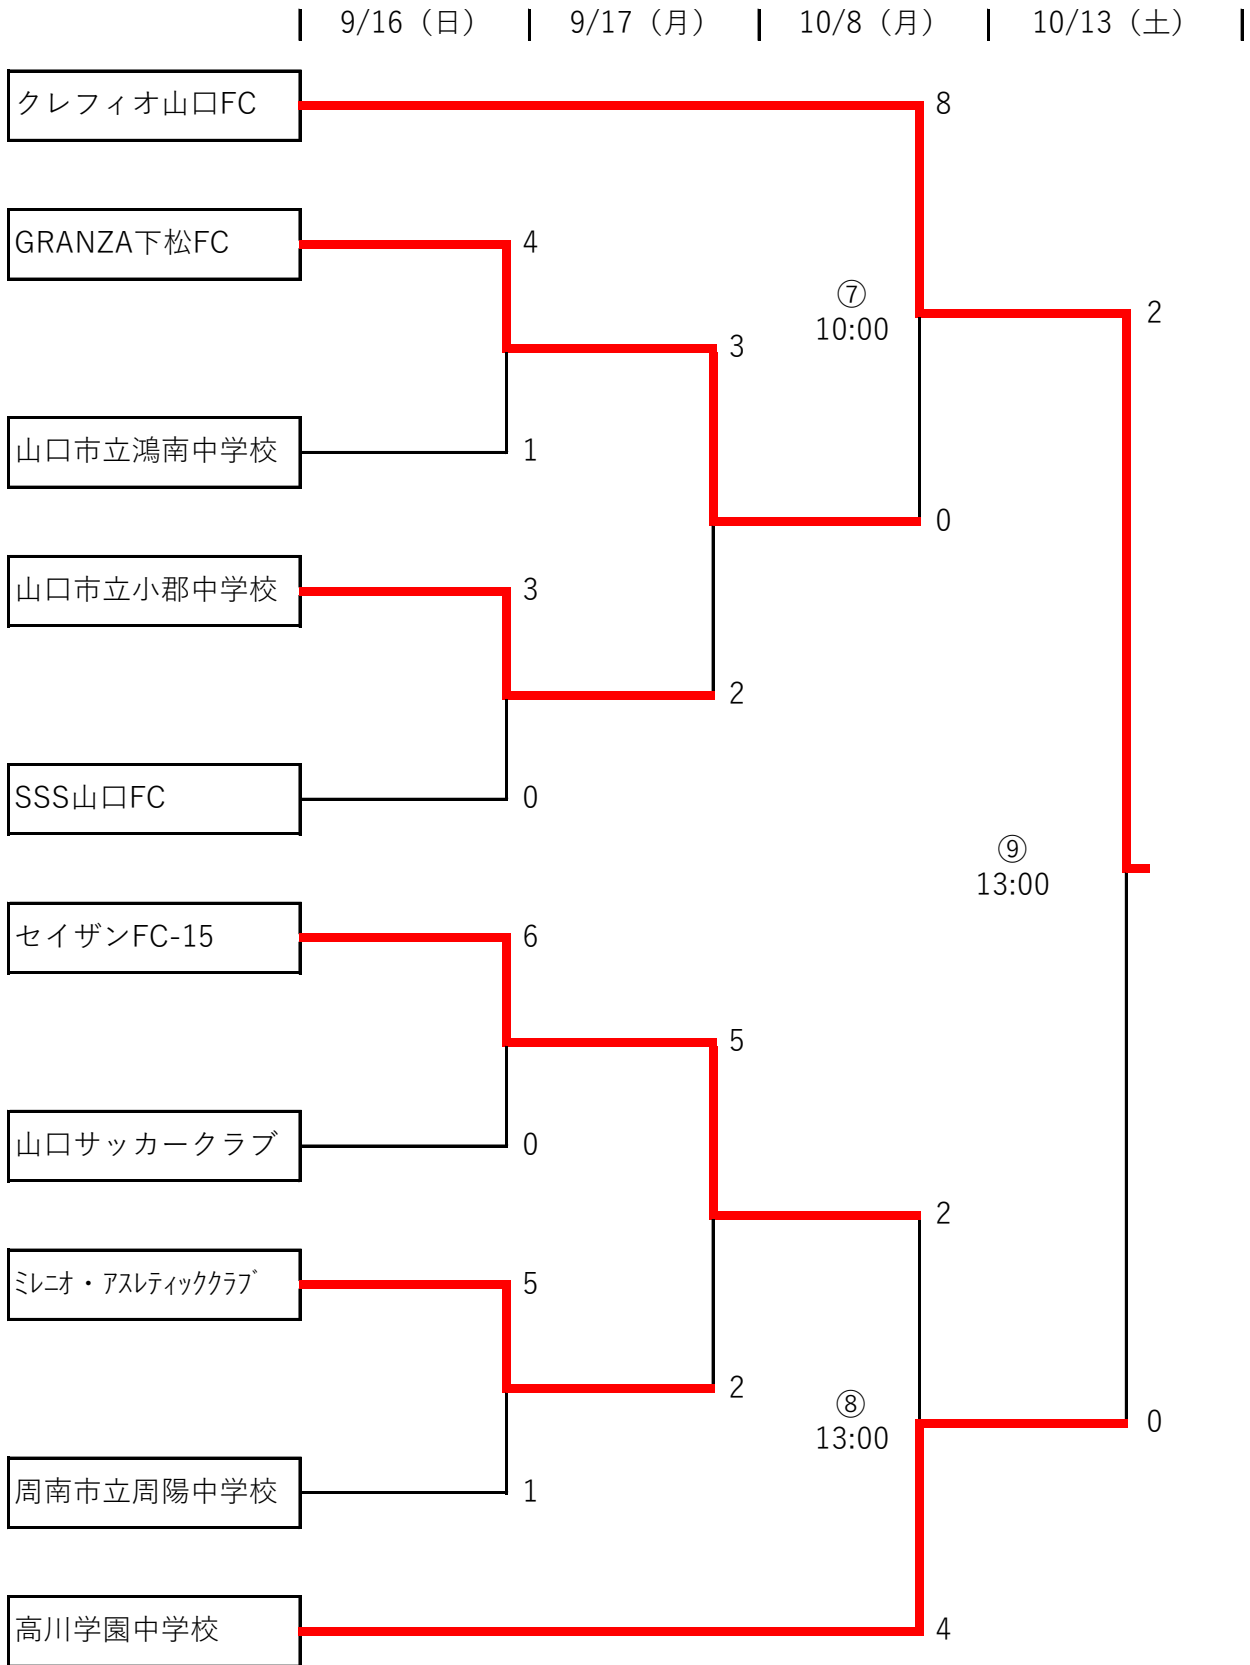 9/16（日） 9/17（月） 10/8（月） 10/13（土）
クレフィオ山口FC 8
GRANZA下松FC 4
⑦
10:00
2
3
山口市立鴻南中学校 1
0
山口市立小郡中学校 3
2
SSS山口FC 0
⑨
13:00
セイザンFC-15 6
5
山口サッカークラブ 0
2
ﾐﾚﾆｵ・ｱｽﾚﾃｨｯｸｸﾗﾌﾞ 5
2
⑧
13:00
0
周南市立周陽中学校 1
高川学園中学校 4